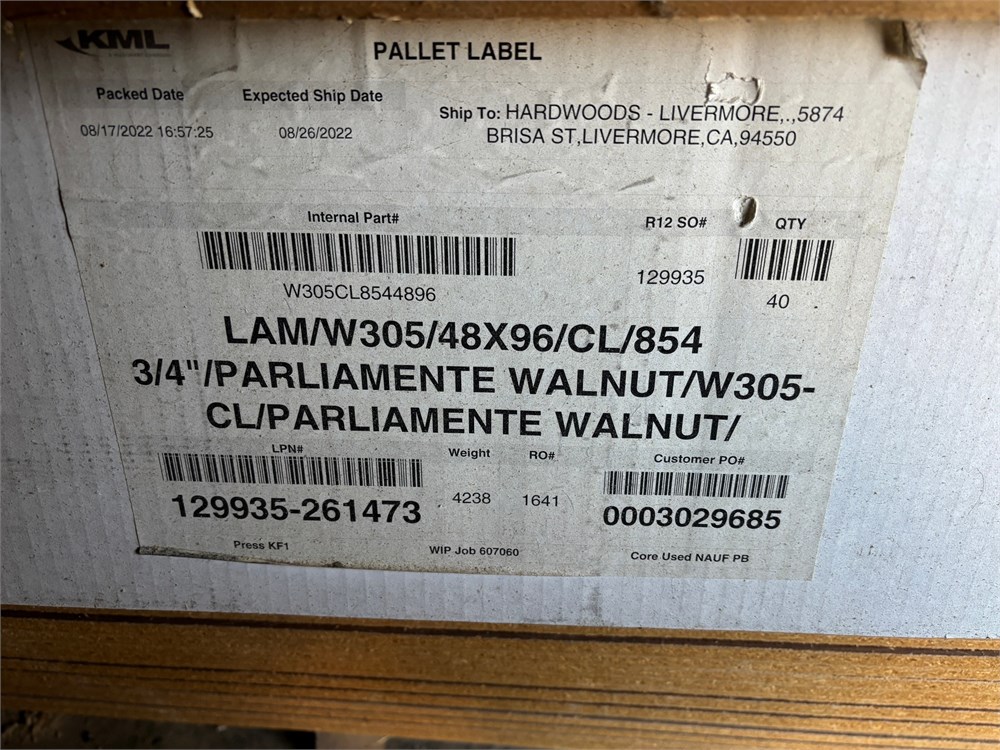 KML
PALLET LABEL
Packed Date
Expected Ship Date
Ship To: HARDWOODS - LIVERMORE,.,5874
08/17/2022 16:57:25
08/26/2022
BRISA ST,LIVERMORE,CA,94550
Internal Part#
R12 SO#
QTY
W305CL8544896
129935
40
LAM/W305/48X96/CL/854
3/4"/PARLIAMENTE WALNUT/W305-
CL/PARLIAMENTE WALNUT/
LPN#
Weight
RO#
Customer PO#
129935-261473
4238
1641
0003029685
Press KF1
WIP Job 607060
Core Used NAUF PB